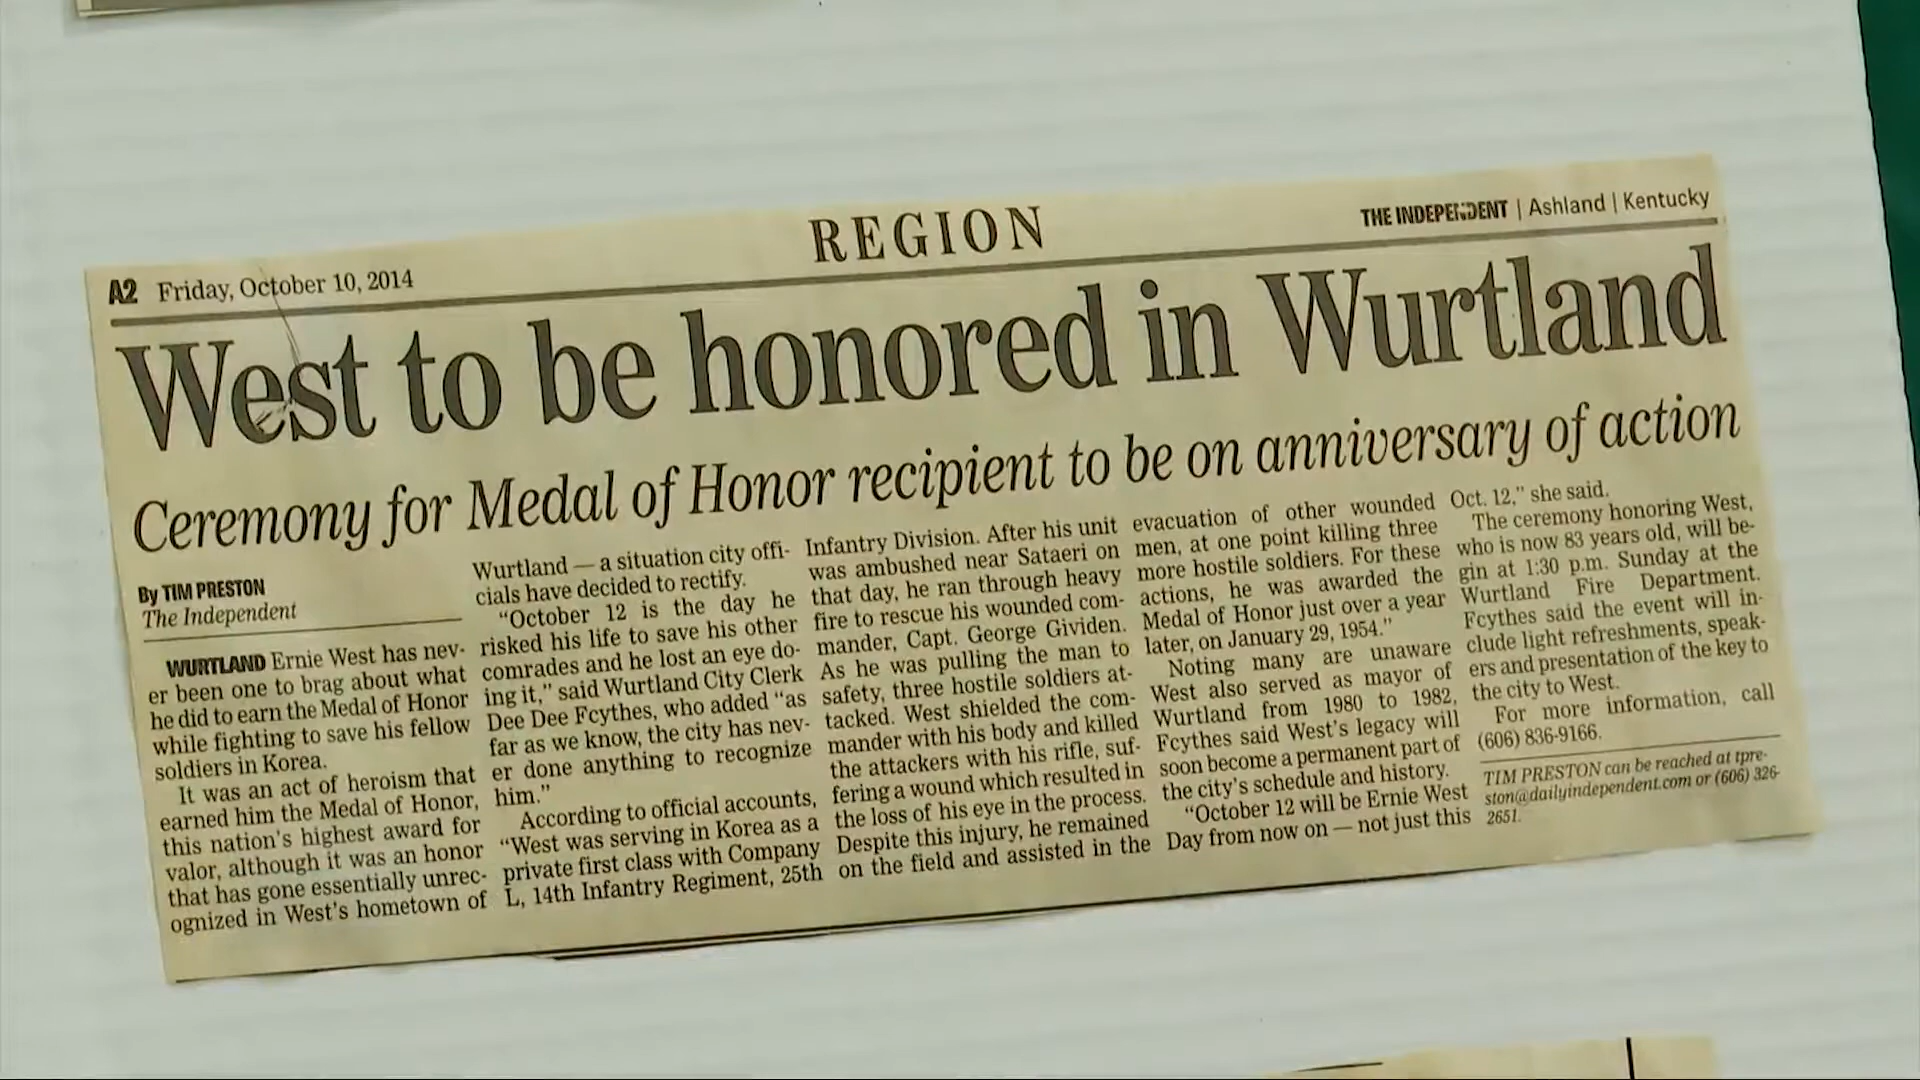 A2 Friday, October 10, 2014
REGION
THE INDEPENDENT | Ashland | Kentucky
West to be honored in Wurtland
Ceremony for Medal of Honor recipient to be on anniversary of action
By TIM PRESTON
The Independent
WURTLAND Ernie West has nev-
er been one to brag about what
he did to earn the Medal of Honor
while fighting to save his fellow
soldiers in Korea.
It was an act of heroism that
earned him the Medal of Honor,
this nation's highest award for
valor, although it was an honor
that has gone essentially unrec-
ognized in West's hometown of
Wurtland — a situation city offi-
cials have decided to rectify.
"October 12 is the day he
risked his life to save his other
comrades and he lost an eye do-
ing it," said Wurtland City Clerk
Dee Dee Fcythes, who added "as
far as we know, the city has nev-
er done anything to recognize
him."
According to official accounts,
"West was serving in Korea as a
private first class with Company
L, 14th Infantry Regiment, 25th
Infantry Division. After his unit
was ambushed near Sataeri on
that day, he ran through heavy
fire to rescue his wounded com-
mander, Capt. George Gividen.
As he was pulling the man to
safety, three hostile soldiers at-
tacked. West shielded the com-
mander with his body and killed
the attackers with his rifle, suf-
fering a wound which resulted in
the loss of his eye in the process.
Despite this injury, he remained
on the field and assisted in the
evacuation of other wounded
men, at one point killing three
more hostile soldiers. For these
actions, he was awarded the
Medal of Honor just over a year
later, on January 29, 1954."
Noting many are unaware
West also served as mayor of
Wurtland from 1980 to 1982,
Fcythes said West's legacy will
soon become a permanent part of
the city's schedule and history.
"October 12 will be Ernie West
Day from now on — not just this
Oct. 12," she said.
The ceremony honoring West,
who is now 83 years old, will be-
gin at 1:30 p.m. Sunday at the
Wurtland Fire Department.
Fcythes said the event will in-
clude light refreshments, speak-
ers and presentation of the key to
the city to West.
For more information, call
(606) 836-9166.
TIM PRESTON can be reached at tpre-
ston@dailyindependent.com or (606) 326-
2651.